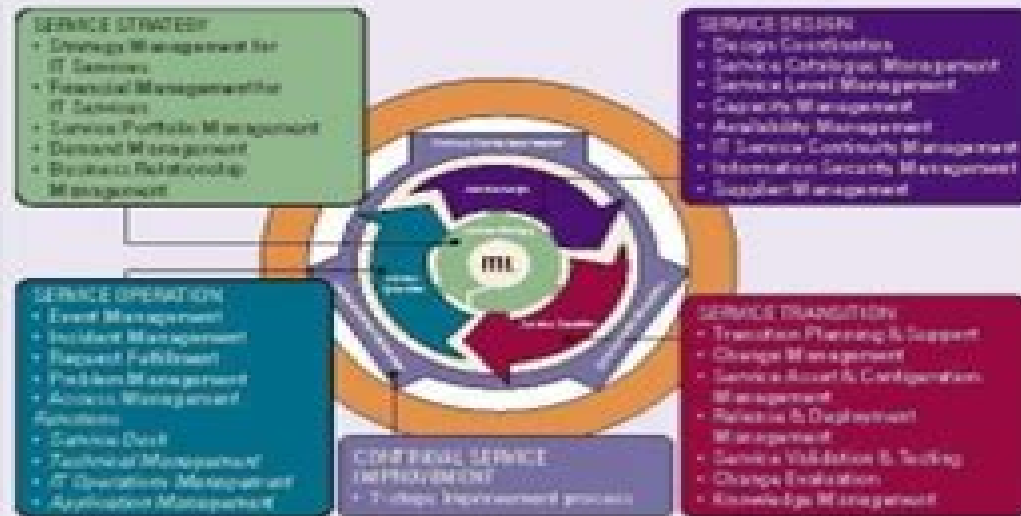 SERVICE STRATEGY
• Strategy Management for
IT Services
• Financial Management for
IT Services
• Service Portfolio Management
• Demand Management
• Business Relationship
Management
SERVICE DESIGN
• Design Coordination
• Service Catalogue Management
• Service Level Management
• Capacity Management
• Availability Management
• IT Service Continuity Management
• Information Security Management
• Supplier Management
SERVICE OPERATION
• Event Management
• Incident Management
• Request Fulfillment
• Problem Management
• Access Management
Functions
• Service Desk
• Technical Management
• IT Operations Management
• Application Management
CONTINUAL SERVICE
IMPROVEMENT
• 7-steps Improvement process
SERVICE TRANSITION
• Transition Planning & Support
• Change Management
• Service Asset & Configuration
Management
• Release & Deployment
Management
• Service Validation & Testing
• Change Evaluation
• Knowledge Management